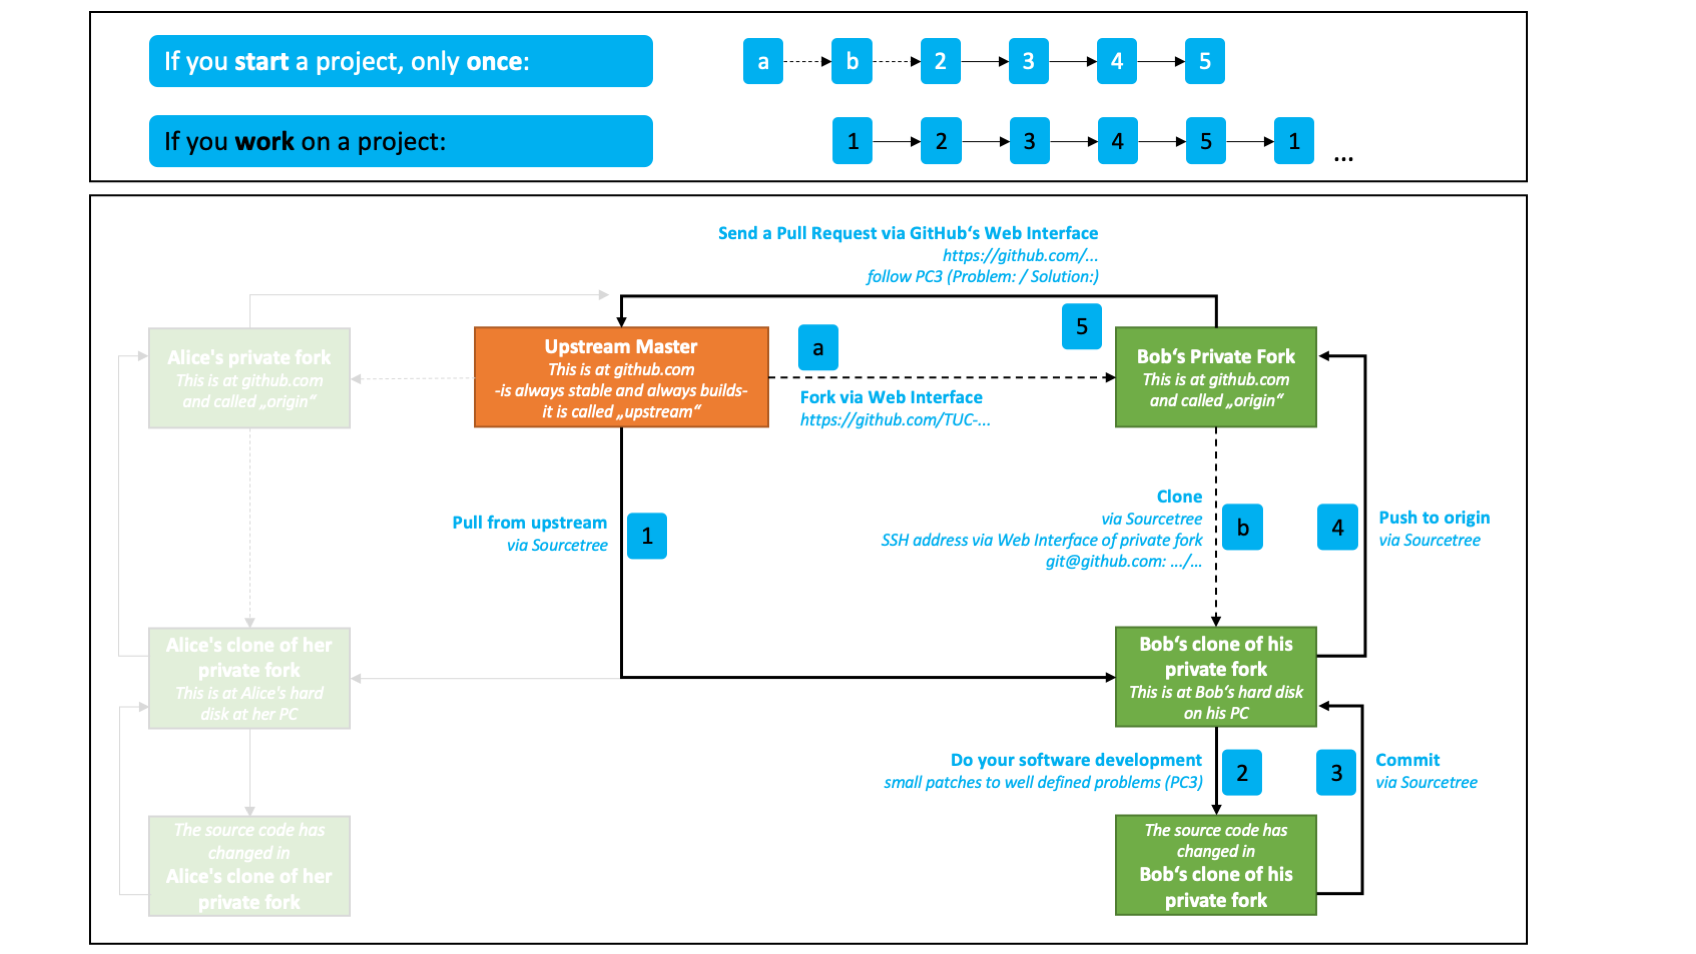 If you start a project, only once:
a b 2 3 4 5
If you work on a project:
1 2 3 4 5 1 ...
Send a Pull Request via GitHub‘s Web Interface
https://github.com/...
follow PC3 (Problem: / Solution:)
Alice's private fork
This is at github.com
and called „origin“
Upstream Master
This is at github.com
-is always stable and always builds-
it is called „upstream“
a
Fork via Web Interface
https://github.com/TUC-...
5
Bob‘s Private Fork
This is at github.com
and called „origin“
Pull from upstream
via Sourcetree
1
Clone
via Sourcetree
SSH address via Web Interface of private fork
git@github.com: .../...
b
4
Push to origin
via Sourcetree
Alice's clone of her
private fork
This is at Alice's hard
disk at her PC
Bob‘s clone of his
private fork
This is at Bob‘s hard disk
on his PC
Do your software development
small patches to well defined problems (PC3)
2
3
Commit
via Sourcetree
The source code has
changed in
Alice's clone of her
private fork
The source code has
changed in
Bob‘s clone of his
private fork